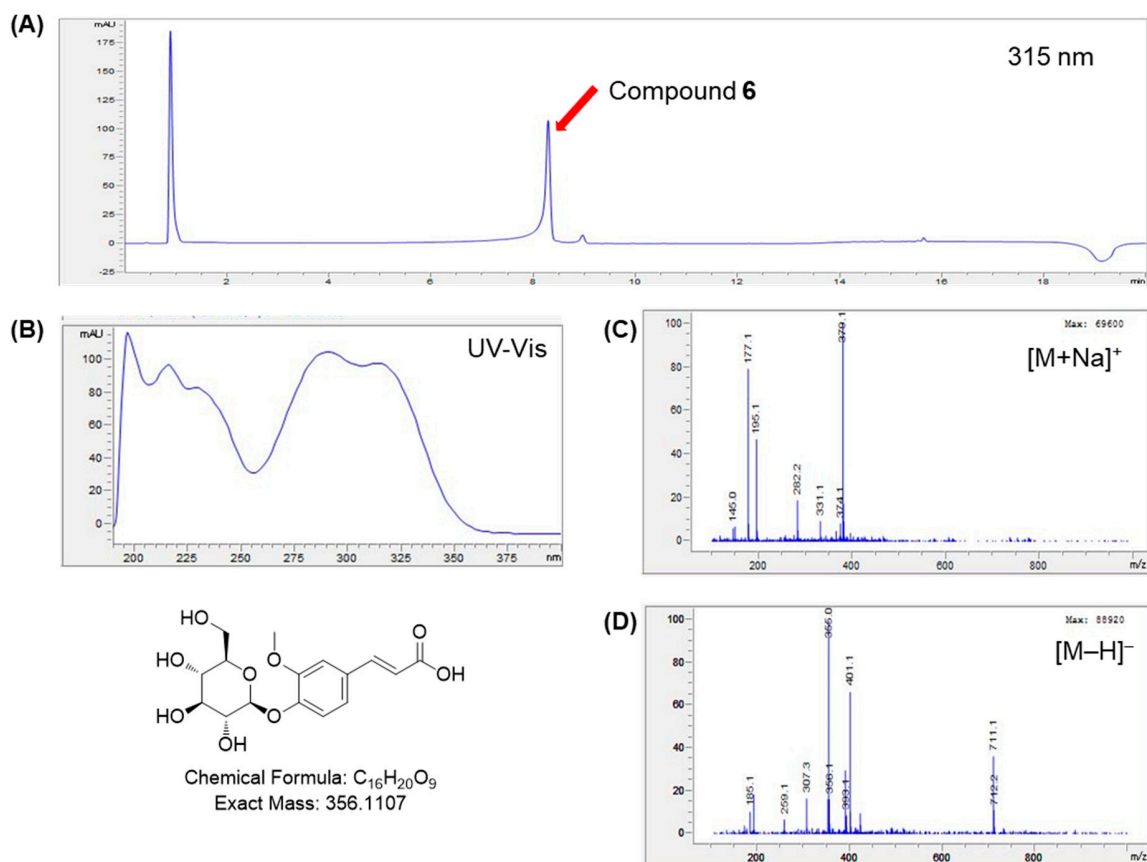 (A)
mAU
175
150
125
100
75
50
25
0
-25
315 nm
Compound 6
2
4
6
8
10
12
14
16
18
min
(B)
mAU
100
80
60
40
20
0
UV-Vis
200
225
250
275
300
325
350
375
nm
(C)
100
80
60
40
20
0
Max: 69600
[M+Na]⁺
145.0
177.1
195.1
282.2
331.1
374.1
379.1
200
400
600
800
m/z
HO
O
O
HO
O
OH
HO
O
OH
Chemical Formula: C₁₆H₂₀O₉
Exact Mass: 356.1107
(D)
100
80
60
40
20
0
Max: 88920
[M–H]⁻
185.1
259.1
307.3
355.0
356.1
393.1
401.1
711.1
712.2
200
400
600
800
m/z